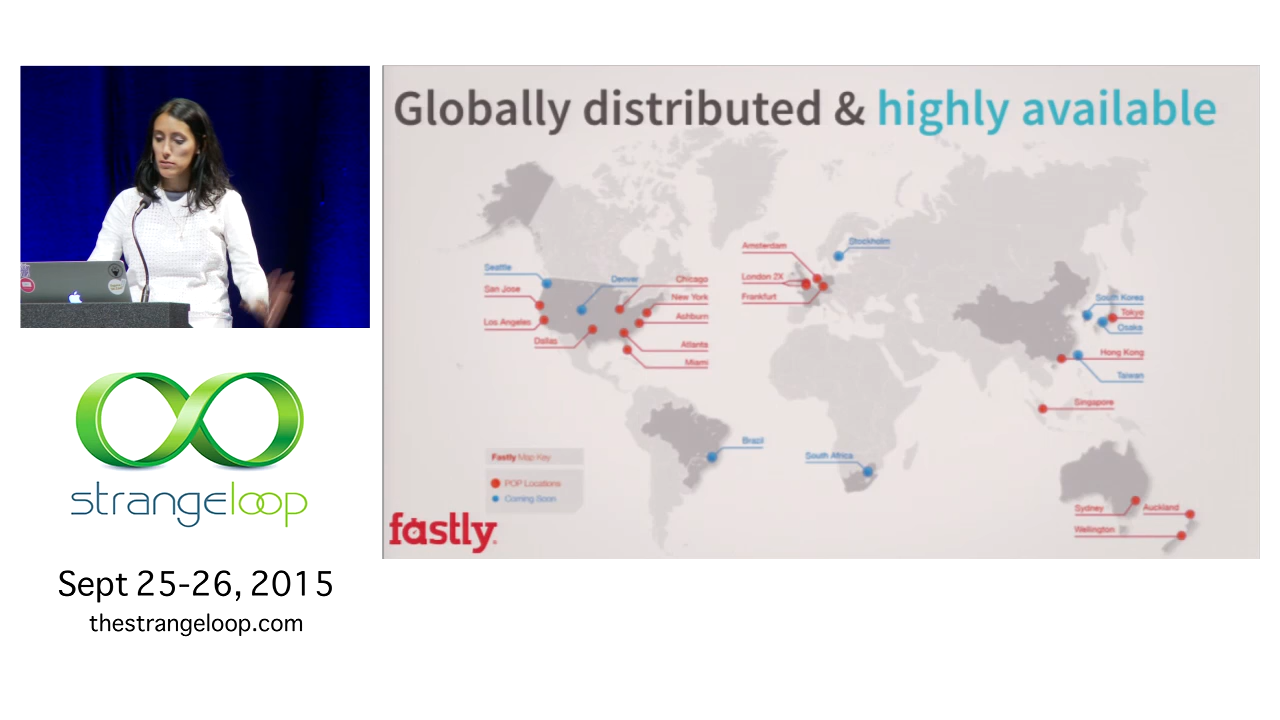 Globally distributed & highly available
Amsterdam
Stockholm
Seattle
Denver
Chicago
London 2X
San Jose
New York
Frankfurt
South Korea
Tokyo
Los Angeles
Ashburn
Osaka
Dallas
Atlanta
Hong Kong
Miami
Taiwan
Singapore
Brazil
South Africa
Fastly Map Key
POP Locations
Coming Soon
Sydney
Auckland
Wellington
fastly
strangeloop
Sept 25-26, 2015
thestrangeloop.com